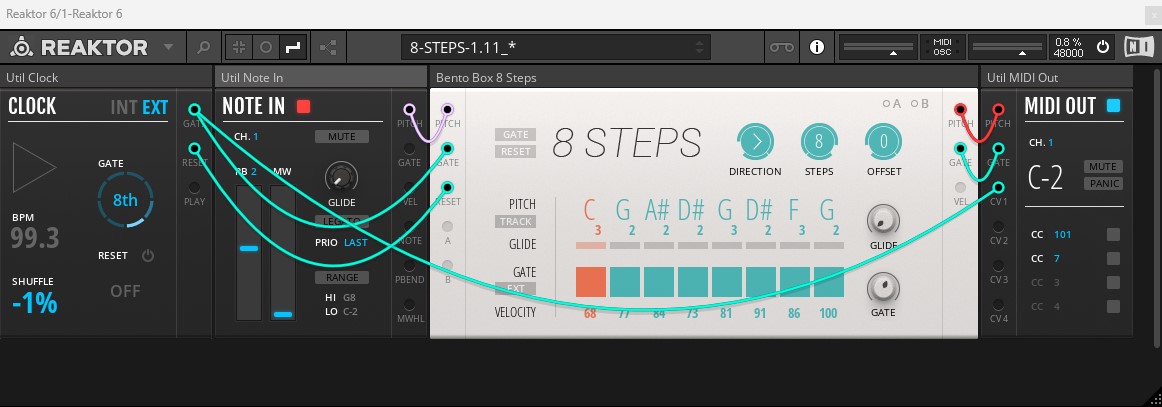 Reaktor 6/1-Reaktor 6
REAKTOR
8-STEPS-1.11_*
i
MIDI
OSC
0.8 %
48000
NI
Util Clock
Util Note In
Bento Box 8 Steps
Util MIDI Out
CLOCK
INT EXT
GATE
RESET
PLAY
GATE
8th
BPM
99.3
RESET
SHUFFLE
-1%
OFF
NOTE IN
CH. 1
MUTE
PB 2
MW
GLIDE
LEGATO
PRIO LAST
RANGE
HI G8
LO C-2
PITCH
GATE
VEL
NOTE
PBEND
MWHL
PITCH
GATE
RESET
A
B
GATE
RESET
8 STEPS
A
B
8
0
DIRECTION
STEPS
OFFSET
PITCH
TRACK
C G A# D# G D# F G
3 2 2 2 2 2 3 2
GLIDE
GLIDE
GATE
EXT
GATE
VELOCITY
68 77 84 73 81 91 86 100
PITCH
GATE
VEL
PITCH
GATE
CV 1
CV 2
CV 3
CV 4
MIDI OUT
CH. 1
C-2
MUTE
PANIC
CC 101
CC 7
CC 3
CC 4